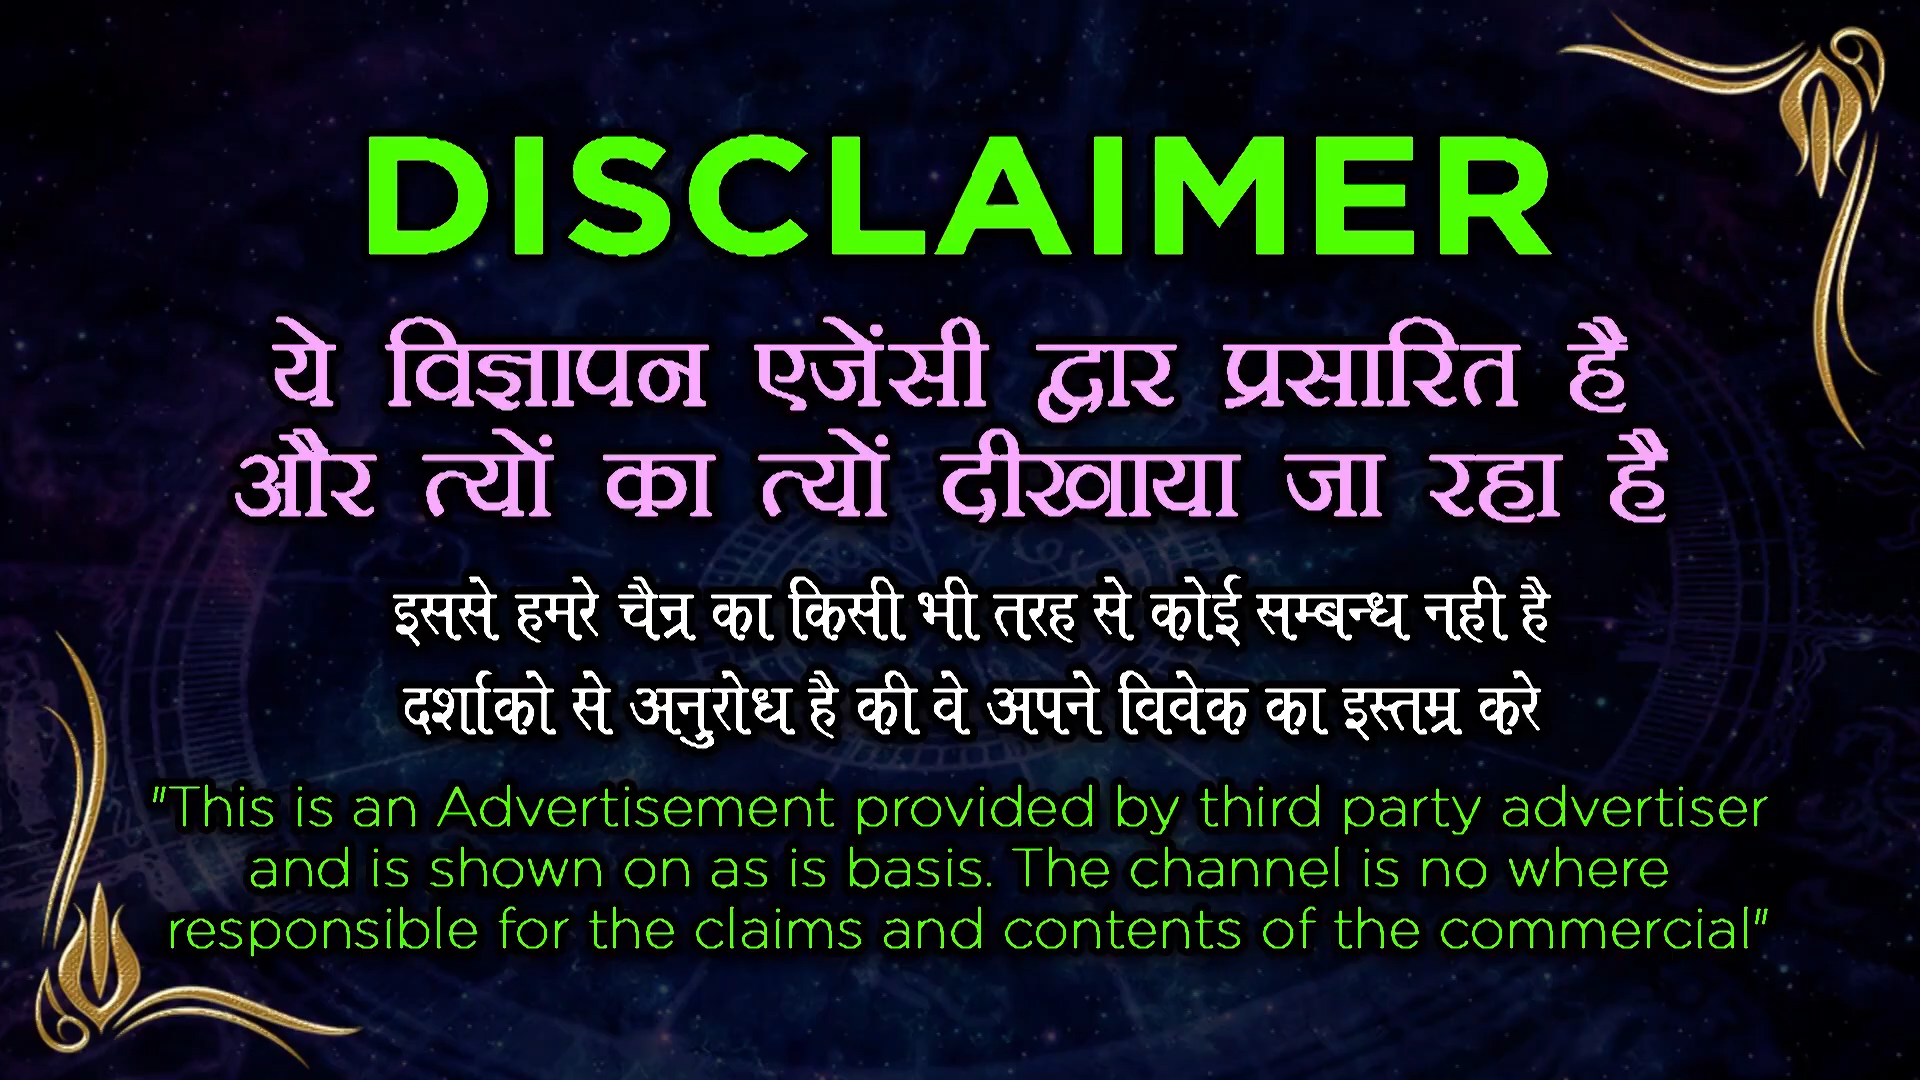 DISCLAIMER
ये विज्ञापन एजेंसी द्वार प्रसारित है
और त्यों का त्यों दीखाया जा रहा है
इससे हमरे चैन्र का किसी भी तरह से कोई सम्बन्ध नही है
दर्शाको से अनुरोध है की वे अपने विवेक का इस्तम्र करे
"This is an Advertisement provided by third party advertiser
and is shown on as is basis. The channel is no where
responsible for the claims and contents of the commercial"